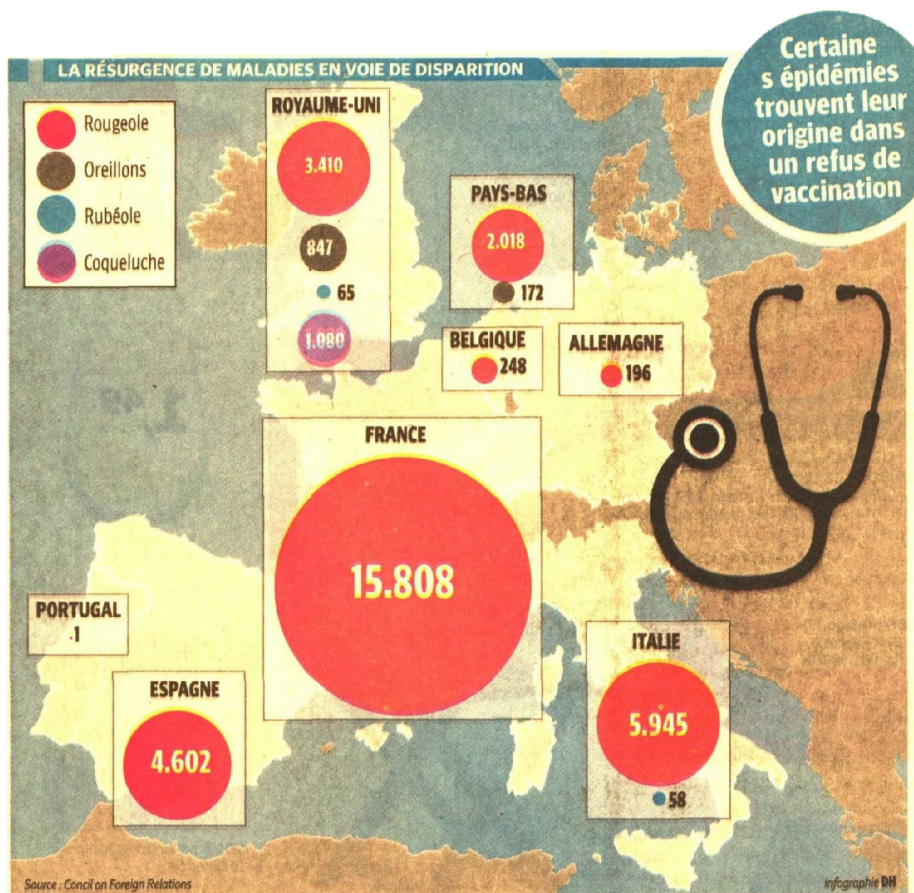 LA RÉSURGENCE DE MALADIES EN VOIE DE DISPARITION
Certaine
s épidémies
trouvent leur
origine dans
un refus de
vaccination
Rougeole
Oreillons
Rubéole
Coqueluche
ROYAUME-UNI
3.410
847
65
1.080
PAYS-BAS
2.018
172
BELGIQUE
248
ALLEMAGNE
196
FRANCE
15.808
PORTUGAL
1
ESPAGNE
4.602
ITALIE
5.945
58
Source : Concil on Foreign Relations
infographie DH